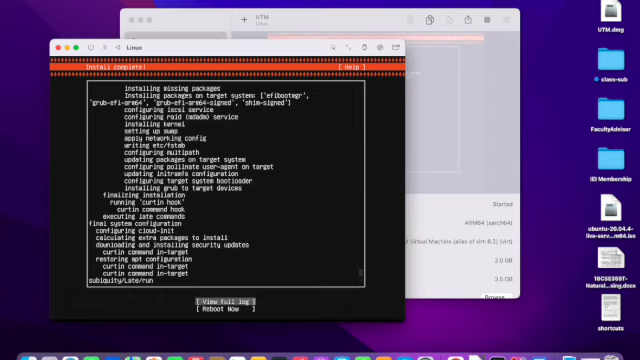 UTM
UTM.dmg
Linux
Install complete!
[ Help ]
installing missing packages
Installing packages on target system: ['efibootmgr',
'grub-efi-arm64', 'grub-efi-arm64-signed', 'shim-signed']
configuring iscsi service
configuring raid (mdadm) service
installing kernel
setting up swap
apply networking config
writing etc/fstab
configuring multipath
updating packages on target system
configuring pollinate user-agent on target
updating initramfs configuration
configuring target system bootloader
installing grub to target devices
finalizing installation
running 'curtin hook'
curtin command hook
executing late commands
final system configuration
configuring cloud-init
calculating extra packages to install
downloading and installing security updates
curtin command in-target
restoring apt configuration
curtin command in-target
curtin command in-target
subiquity/Late/run
[ View full log ]
[ Reboot Now ]
Started
ARM64 (aarch64)
Virtual Machine (alias of virt-6.2) (virt)
2.0 GB
3.5 GB
Browse
class-sub
FacultyAdvisor
IEI Membership
ubuntu-20.04.4-
live-serve...m64.iso
18CSE359T-
Natural...sing.docx
shortcuts